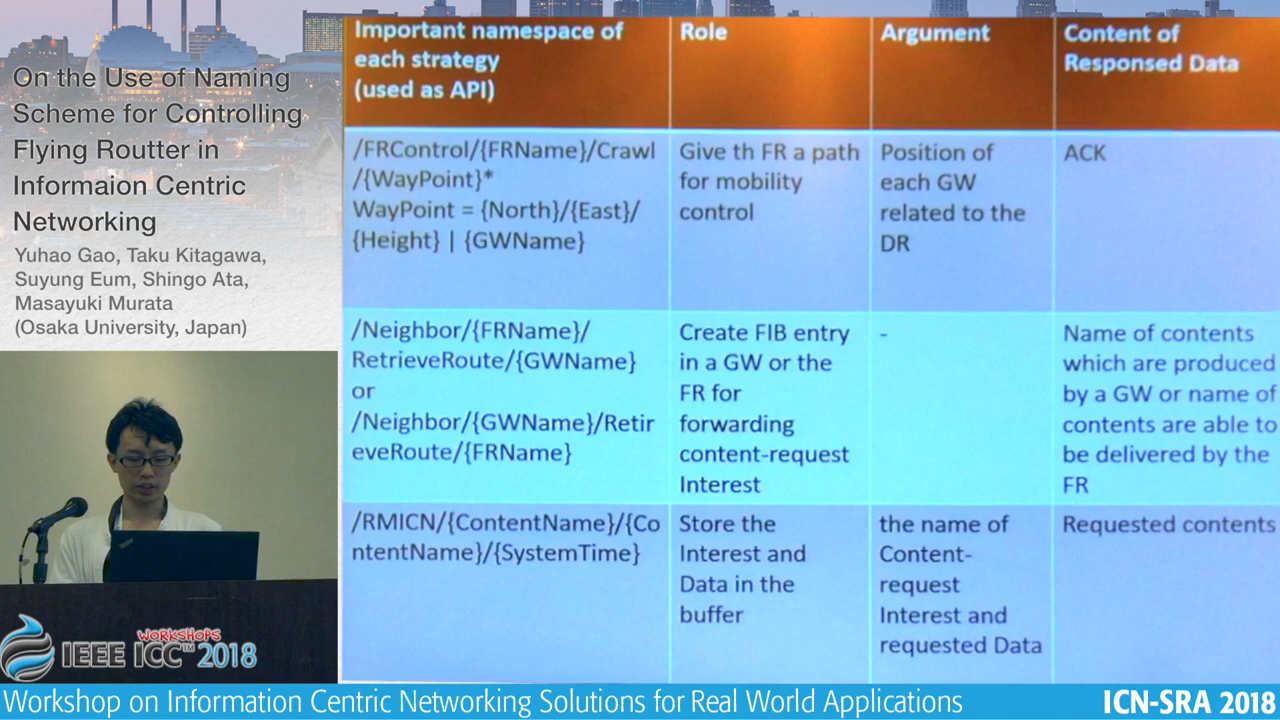 On the Use of Naming
Scheme for Controlling
Flying Routter in
Informaion Centric
Networking
Yuhao Gao, Taku Kitagawa,
Suyung Eum, Shingo Ata,
Masayuki Murata
(Osaka University, Japan)
Important namespace of
each strategy
(used as API)
Role
Argument
Content of
Responsed Data
/FRControl/{FRName}/Crawl
/{WayPoint}*
WayPoint = {North}/{East}/
{Height} | {GWName}
Give th FR a path
for mobility
control
Position of
each GW
related to the
DR
ACK
/Neighbor/{FRName}/
RetrieveRoute/{GWName}
or
/Neighbor/{GWName}/Retir
eveRoute/{FRName}
Create FIB entry
in a GW or the
FR for
forwarding
content-request
Interest
-
Name of contents
which are produced
by a GW or name of
contents are able to
be delivered by the
FR
/RMICN/{ContentName}/{Co
ntentName}/{SystemTime}
Store the
Interest and
Data in the
buffer
the name of
Content-
request
Interest and
requested Data
Requested contents
WORKSHOPS
IEEE ICC™ 2018
Workshop on Information Centric Networking Solutions for Real World Applications
ICN-SRA 2018